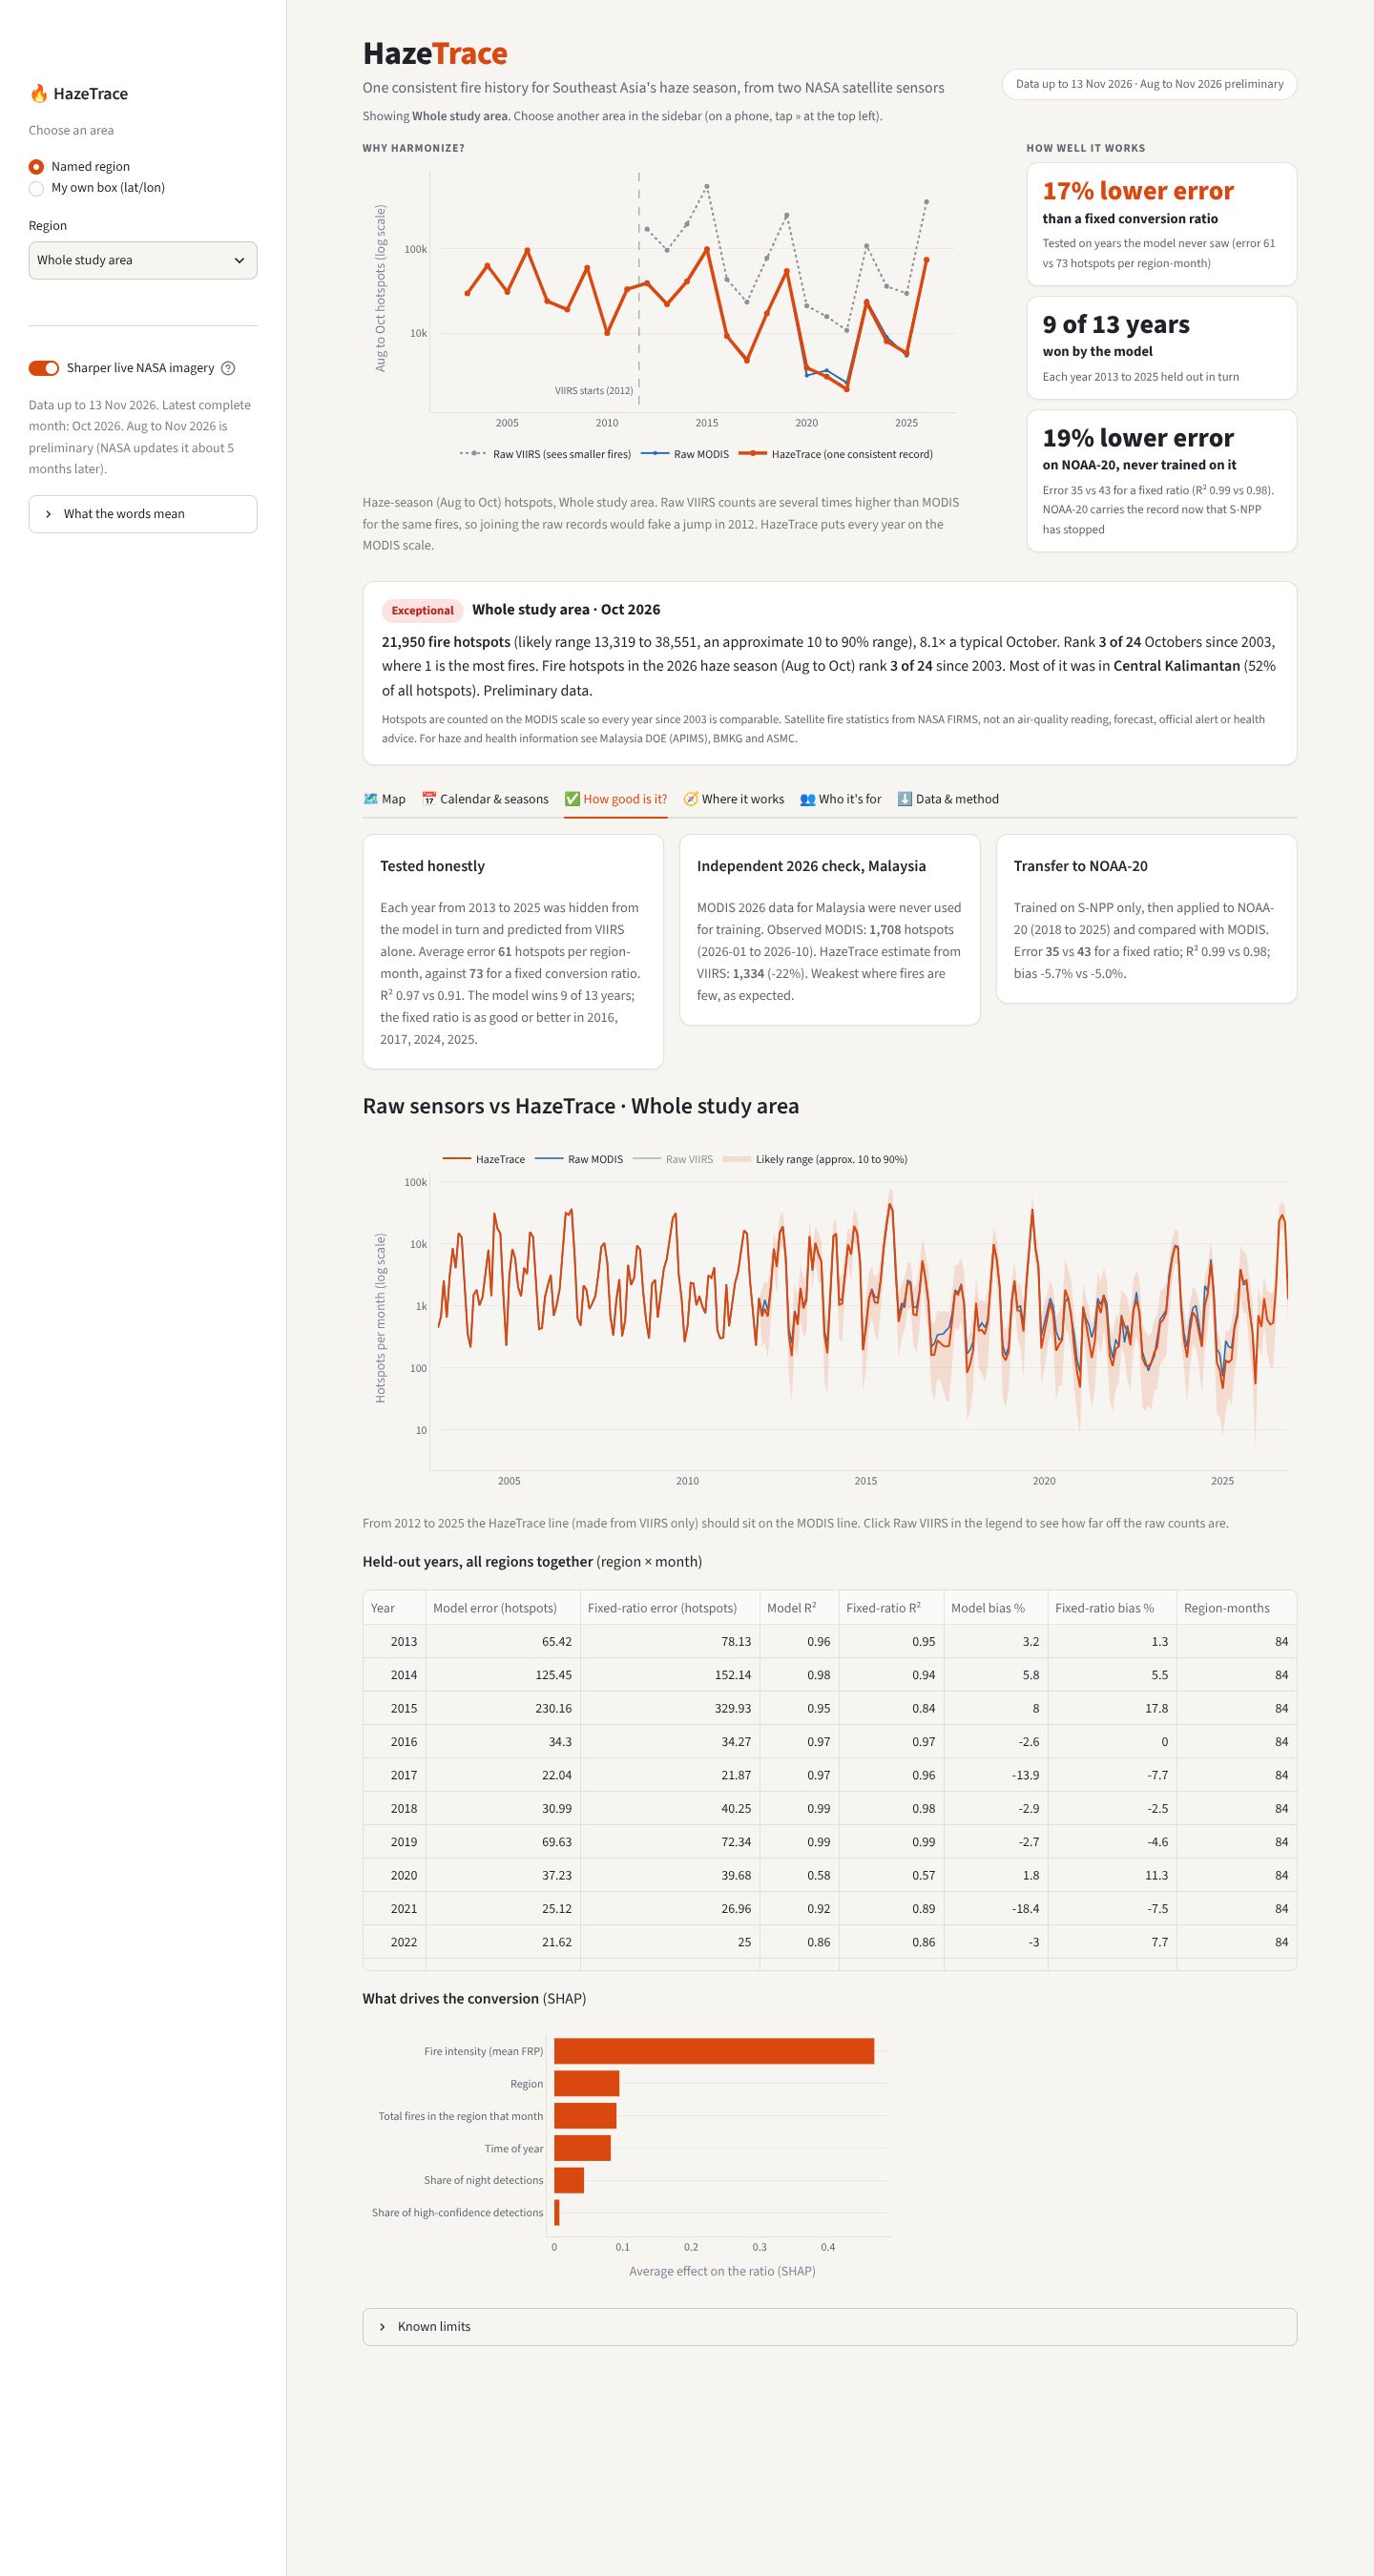 🔥 HazeTrace
Choose an area
Named region
My own box (lat/lon)
Region
Whole study area
Sharper live NASA imagery
Data up to 13 Nov 2026. Latest complete
month: Oct 2026. Aug to Nov 2026 is
preliminary (NASA updates it about 5
months later).
What the words mean
HazeTrace
One consistent fire history for Southeast Asia's haze season, from two NASA satellite sensors
Data up to 13 Nov 2026 · Aug to Nov 2026 preliminary
Showing Whole study area. Choose another area in the sidebar (on a phone, tap » at the top left).
WHY HARMONIZE?
Aug to Oct hotspots (log scale)
100k
10k
VIIRS starts (2012)
2005 2010 2015 2020 2025
Raw VIIRS (sees smaller fires) Raw MODIS HazeTrace (one consistent record)
Haze-season (Aug to Oct) hotspots, Whole study area. Raw VIIRS counts are several times higher than MODIS
for the same fires, so joining the raw records would fake a jump in 2012. HazeTrace puts every year on the
MODIS scale.
HOW WELL IT WORKS
17% lower error
than a fixed conversion ratio
Tested on years the model never saw (error 61
vs 73 hotspots per region-month)
9 of 13 years
won by the model
Each year 2013 to 2025 held out in turn
19% lower error
on NOAA-20, never trained on it
Error 35 vs 43 for a fixed ratio (R² 0.99 vs 0.98).
NOAA-20 carries the record now that S-NPP
has stopped
Exceptional Whole study area · Oct 2026
21,950 fire hotspots (likely range 13,319 to 38,551, an approximate 10 to 90% range), 8.1× a typical October. Rank 3 of 24 Octobers since 2003,
where 1 is the most fires. Fire hotspots in the 2026 haze season (Aug to Oct) rank 3 of 24 since 2003. Most of it was in Central Kalimantan (52%
of all hotspots). Preliminary data.
Hotspots are counted on the MODIS scale so every year since 2003 is comparable. Satellite fire statistics from NASA FIRMS, not an air-quality reading, forecast, official alert or health
advice. For haze and health information see Malaysia DOE (APIMS), BMKG and ASMC.
🗺️ Map 📅 Calendar & seasons ✅ How good is it? 🧭 Where it works 👥 Who it's for ⬇️ Data & method
Tested honestly
Each year from 2013 to 2025 was hidden from
the model in turn and predicted from VIIRS
alone. Average error 61 hotspots per region-
month, against 73 for a fixed conversion ratio.
R² 0.97 vs 0.91. The model wins 9 of 13 years;
the fixed ratio is as good or better in 2016,
2017, 2024, 2025.
Independent 2026 check, Malaysia
MODIS 2026 data for Malaysia were never used
for training. Observed MODIS: 1,708 hotspots
(2026-01 to 2026-10). HazeTrace estimate from
VIIRS: 1,334 (-22%). Weakest where fires are
few, as expected.
Transfer to NOAA-20
Trained on S-NPP only, then applied to NOAA-
20 (2018 to 2025) and compared with MODIS.
Error 35 vs 43 for a fixed ratio; R² 0.99 vs 0.98;
bias -5.7% vs -5.0%.
Raw sensors vs HazeTrace · Whole study area
HazeTrace Raw MODIS Raw VIIRS Likely range (approx. 10 to 90%)
Hotspots per month (log scale)
100k
10k
1k
100
10
2005 2010 2015 2020 2025
From 2012 to 2025 the HazeTrace line (made from VIIRS only) should sit on the MODIS line. Click Raw VIIRS in the legend to see how far off the raw counts are.
Held-out years, all regions together (region × month)
Year Model error (hotspots) Fixed-ratio error (hotspots) Model R² Fixed-ratio R² Model bias % Fixed-ratio bias % Region-months
2013 65.42 78.13 0.96 0.95 3.2 1.3 84
2014 125.45 152.14 0.98 0.94 5.8 5.5 84
2015 230.16 329.93 0.95 0.84 8 17.8 84
2016 34.3 34.27 0.97 0.97 -2.6 0 84
2017 22.04 21.87 0.97 0.96 -13.9 -7.7 84
2018 30.99 40.25 0.99 0.98 -2.9 -2.5 84
2019 69.63 72.34 0.99 0.99 -2.7 -4.6 84
2020 37.23 39.68 0.58 0.57 1.8 11.3 84
2021 25.12 26.96 0.92 0.89 -18.4 -7.5 84
2022 21.62 25 0.86 0.86 -3 7.7 84
What drives the conversion (SHAP)
Fire intensity (mean FRP)
Region
Total fires in the region that month
Time of year
Share of night detections
Share of high-confidence detections
0 0.1 0.2 0.3 0.4
Average effect on the ratio (SHAP)
Known limits